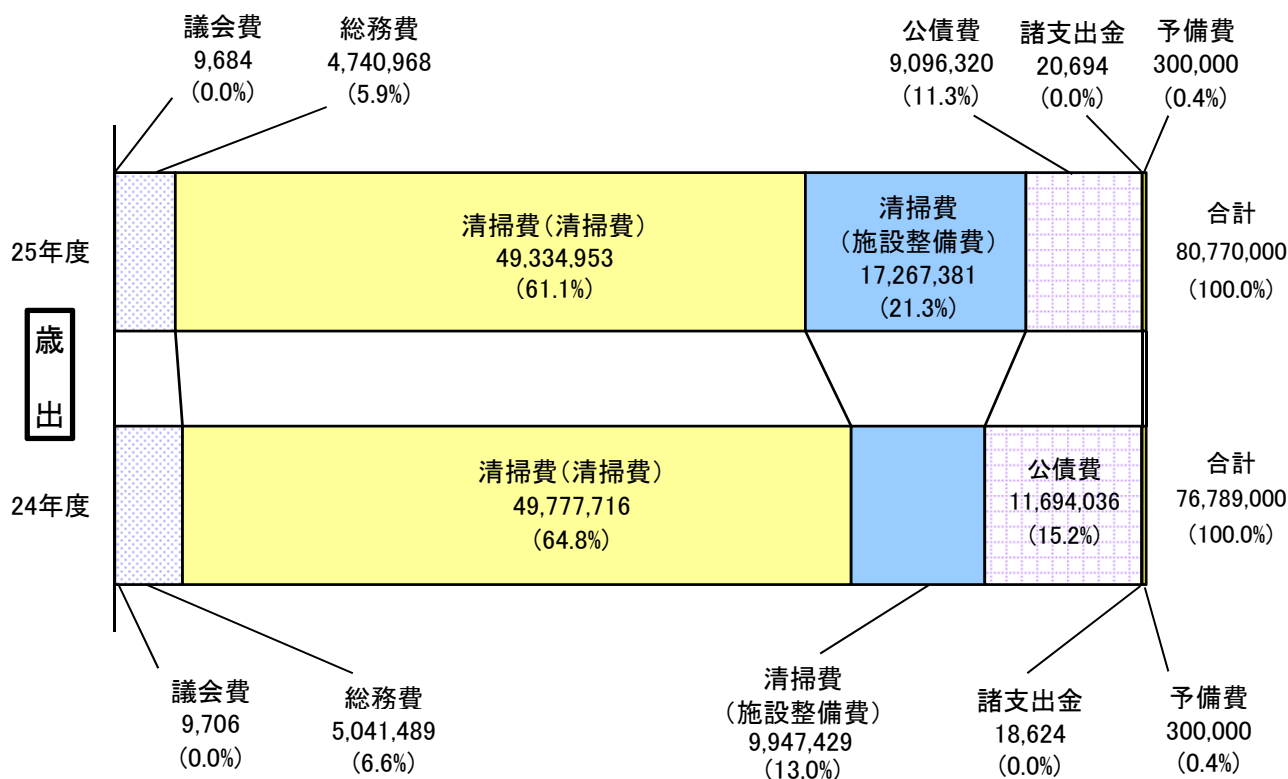 議会費
9,684
(0.0%)
総務費
4,740,968
(5.9%)
公債費
9,096,320
(11.3%)
諸支出金
20,694
(0.0%)
予備費
300,000
(0.4%)
25年度
清掃費(清掃費)
49,334,953
(61.1%)
清掃費
(施設整備費)
17,267,381
(21.3%)
合計
80,770,000
(100.0%)
歳
出
24年度
清掃費(清掃費)
49,777,716
(64.8%)
公債費
11,694,036
(15.2%)
合計
76,789,000
(100.0%)
議会費
9,706
(0.0%)
総務費
5,041,489
(6.6%)
清掃費
(施設整備費)
9,947,429
(13.0%)
諸支出金
18,624
(0.0%)
予備費
300,000
(0.4%)